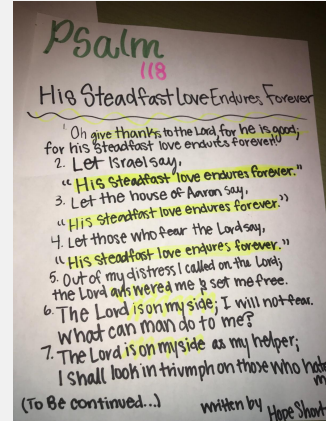 Psalm
118
His Steadfast Love Endures Forever
1. Oh give thanks to the Lord, for he is good;
for his steadfast love endures forever!
2. Let Israel say,
"His steadfast love endures forever."
3. Let the house of Aaron say,
"His steadfast love endures forever."
4. Let those who fear the Lord say,
"His steadfast love endures forever."
5. Out of my distress I called on the Lord;
the Lord answered me & set me free.
6. The Lord is on my side; I will not fear.
What can man do to me?
7. The Lord is on my side as my helper;
I shall look in triumph on those who hate
m
(To Be continued...) written by Hope Short